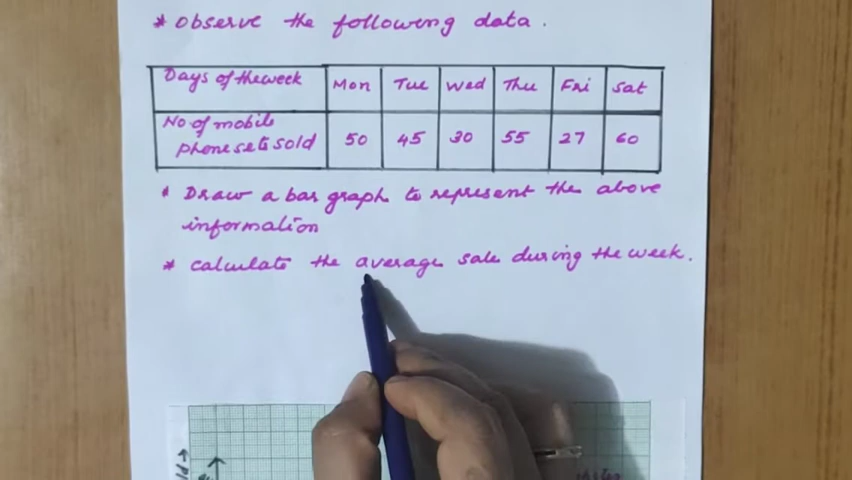 * Observe the following data.
Days of the week Mon Tue Wed Thu Fri Sat
No of mobile
phone sets sold 50 45 30 55 27 60
* Draw a bar graph to represent the above
information
* calculate the average sale during the week.